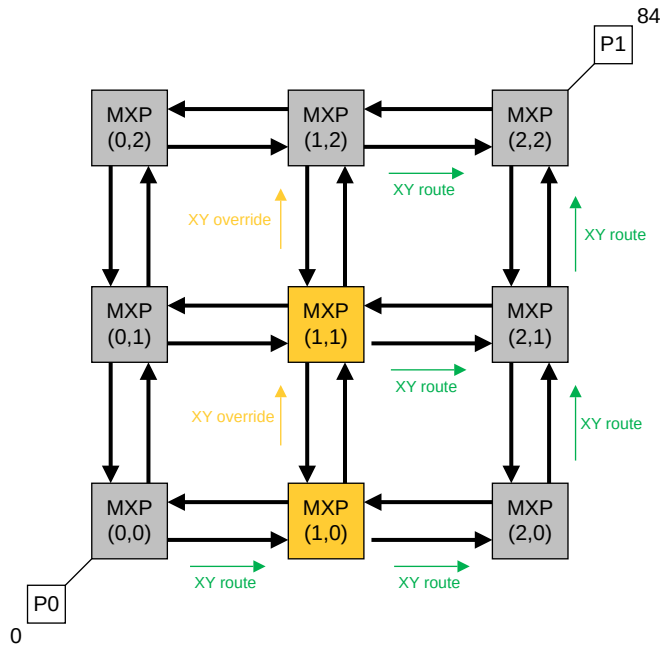 84
P1
MXP
(0,2)
MXP
(1,2)
MXP
(2,2)
XY route
XY override
XY route
MXP
(0,1)
MXP
(1,1)
MXP
(2,1)
XY route
XY override
XY route
MXP
(0,0)
MXP
(1,0)
MXP
(2,0)
XY route
XY route
P0
0